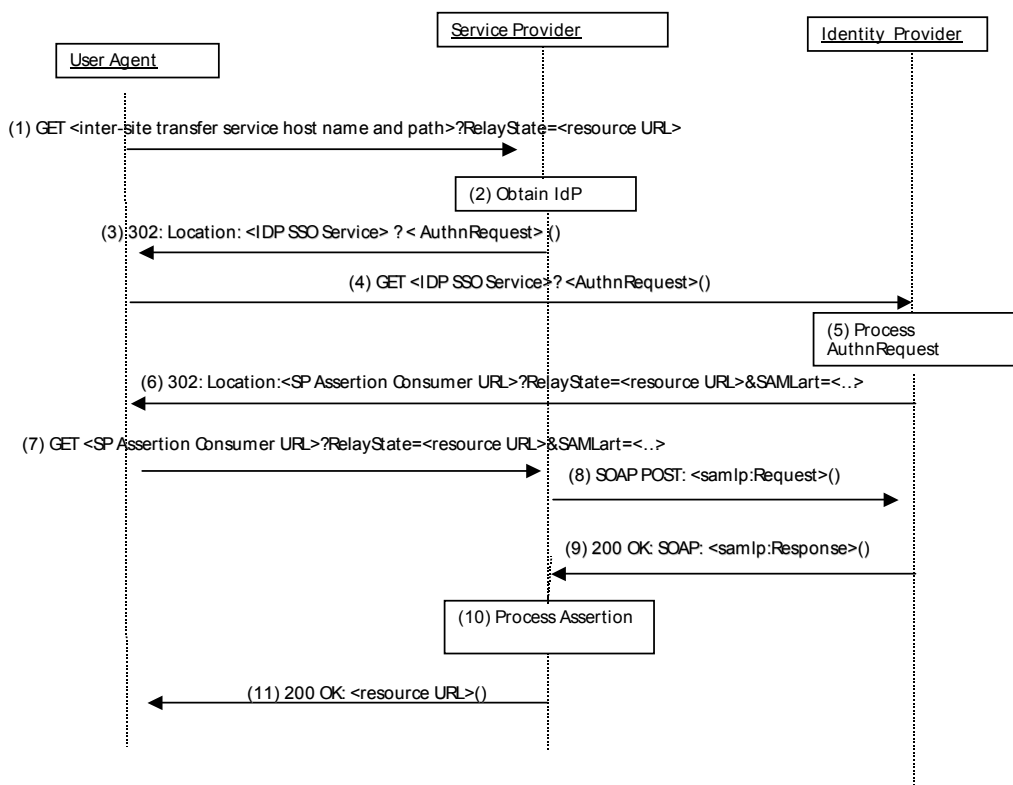 Service Provider
Identity Provider
User Agent
(1) GET <inter-site transfer service host name and path>?RelayState=<resource URL>
(2) Obtain IdP
(3) 302: Location: <IDP SSO Service> ? < AuthnRequest> ()
(4) GET <IDP SSO Service>? <AuthnRequest>()
(5) Process
AuthnRequest
(6) 302: Location:<SP Assertion Consumer URL>?RelayState=<resource URL>&SAMLart=<..>
(7) GET <SP Assertion Consumer URL>?RelayState=<resource URL>&SAMLart=<..>
(8) SOAP POST: <samlp:Request>()
(9) 200 OK: SOAP: <samlp:Response>()
(10) Process Assertion
(11) 200 OK: <resource URL>()